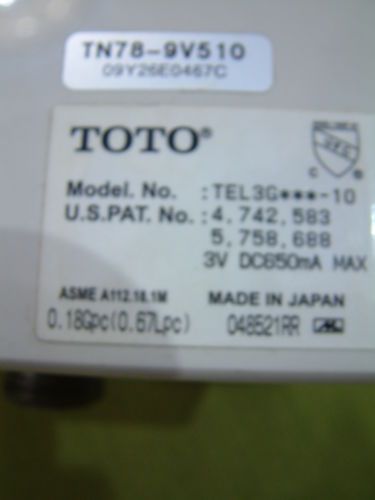 TN78-9V510
09Y26E0467C
TOTO®
Model. No. :TEL3G***-10
U.S.PAT. No. :4,742,583
5,758,688
3V DC650mA MAX
C ®
ASME A112.18.1M MADE IN JAPAN
0.18Gpc(0.67Lpc) 048521RR